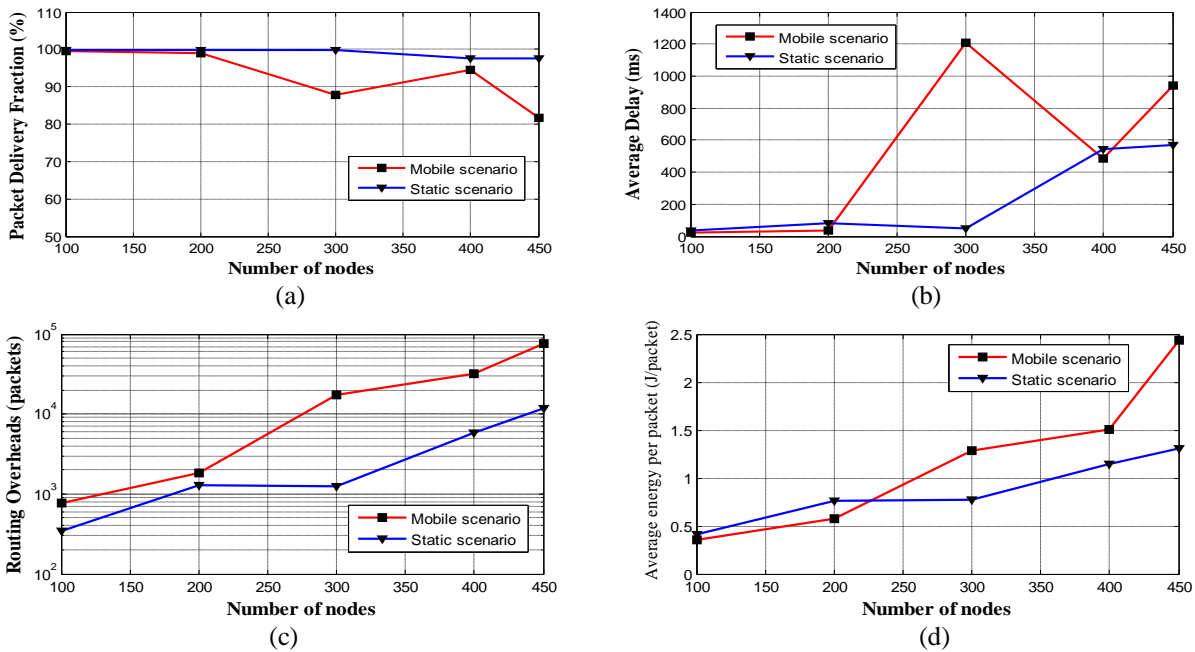 Packet Delivery Fraction (%)
110
100
90
80
70
60
50
Mobile scenario
Static scenario
100 150 200 250 300 350 400 450
Number of nodes
(a)
Average Delay (ms)
1400
1200
1000
800
600
400
200
0
Mobile scenario
Static scenario
100 150 200 250 300 350 400 450
Number of nodes
(b)
Routing Overheads (packets)
10^5
10^4
10^3
10^2
Mobile scenario
Static scenario
100 150 200 250 300 350 400 450
Number of nodes
(c)
Average energy per packet (J/packet)
2.5
2
1.5
1
0.5
0
Mobile scenario
Static scenario
100 150 200 250 300 350 400 450
Number of nodes
(d)